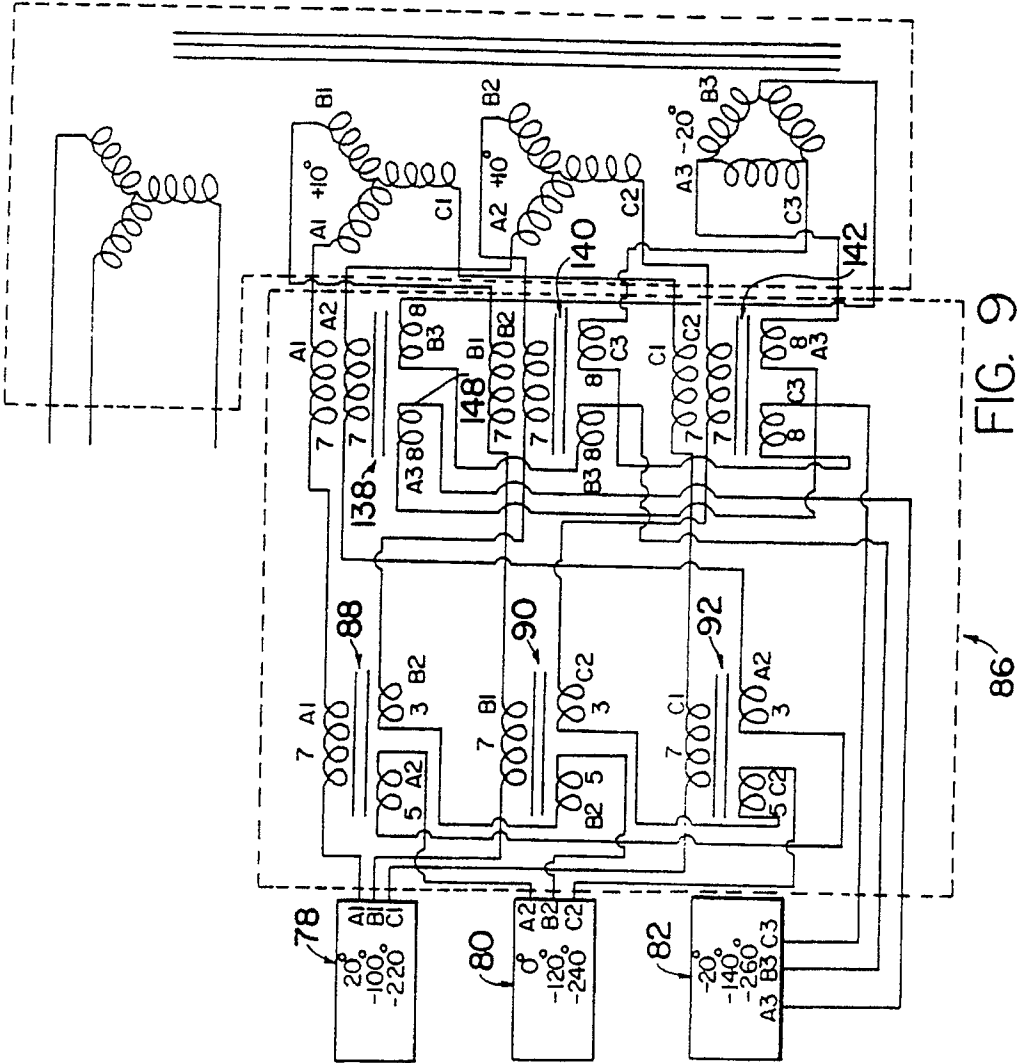 78
20°
-100°
-220°
A1
B1
C1
80
0°
-120°
-240°
A2
B2
C2
82
-20°
-140°
-260°
A3
B3
C3
7
A1
88
5
A2
B2
3
7
B1
90
B2
5
C2
3
7
C1
92
5
C2
A2
3
86
A1
7
A2
7
138
A3
8
8
B3
148
B1
7
B2
7
140
B3
8
8
C3
C1
7
C2
7
142
8
C3
8
A3
A1
+10°
B1
C1
A2
+10°
B2
C2
A3
-20°
B3
C3
FIG. 9